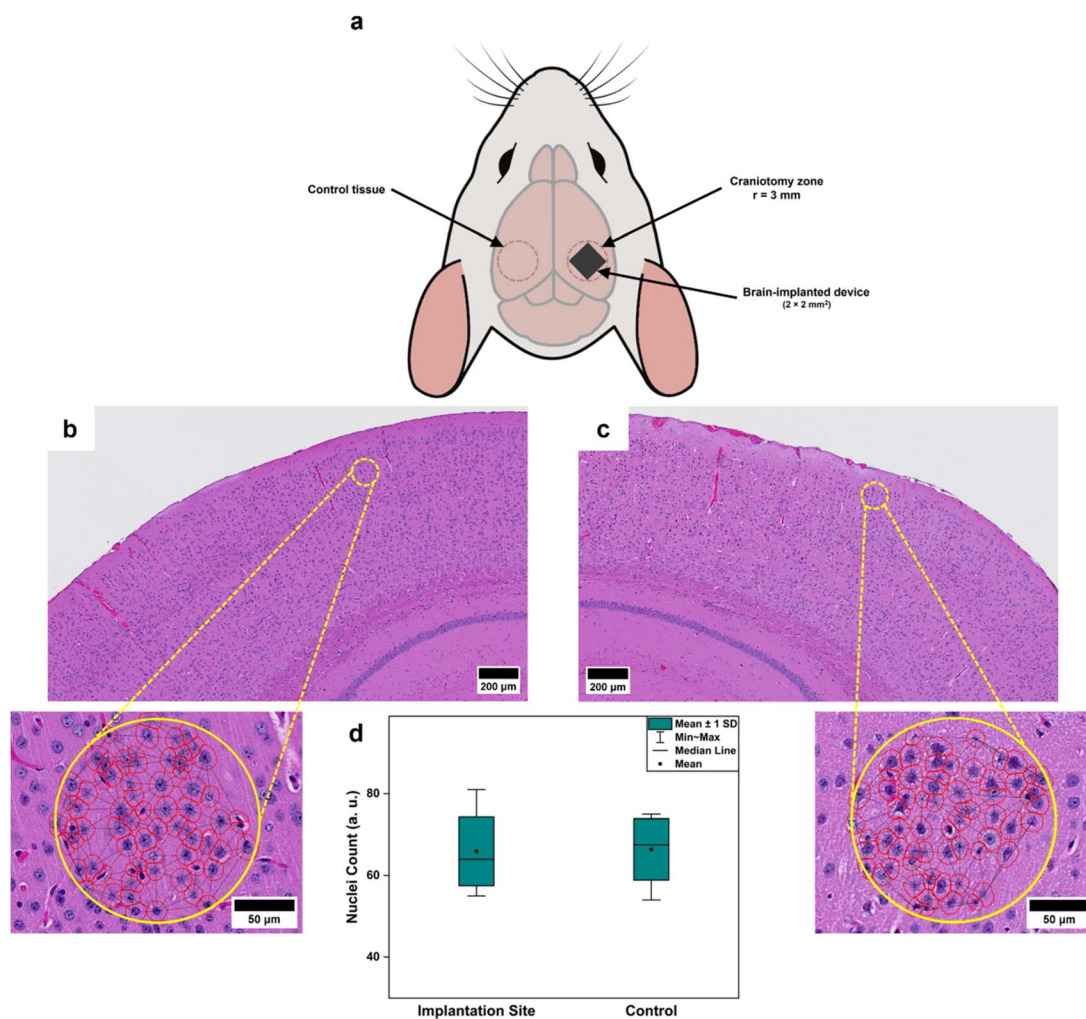 a
Control tissue
Craniotomy zone
r = 3 mm
Brain-implanted device
(2 × 2 mm²)
b
c
200 µm
200 µm
50 µm
d
Mean ± 1 SD
Min~Max
Median Line
Mean
Nuclei Count (a. u.)
80
60
40
Implantation Site
Control
50 µm